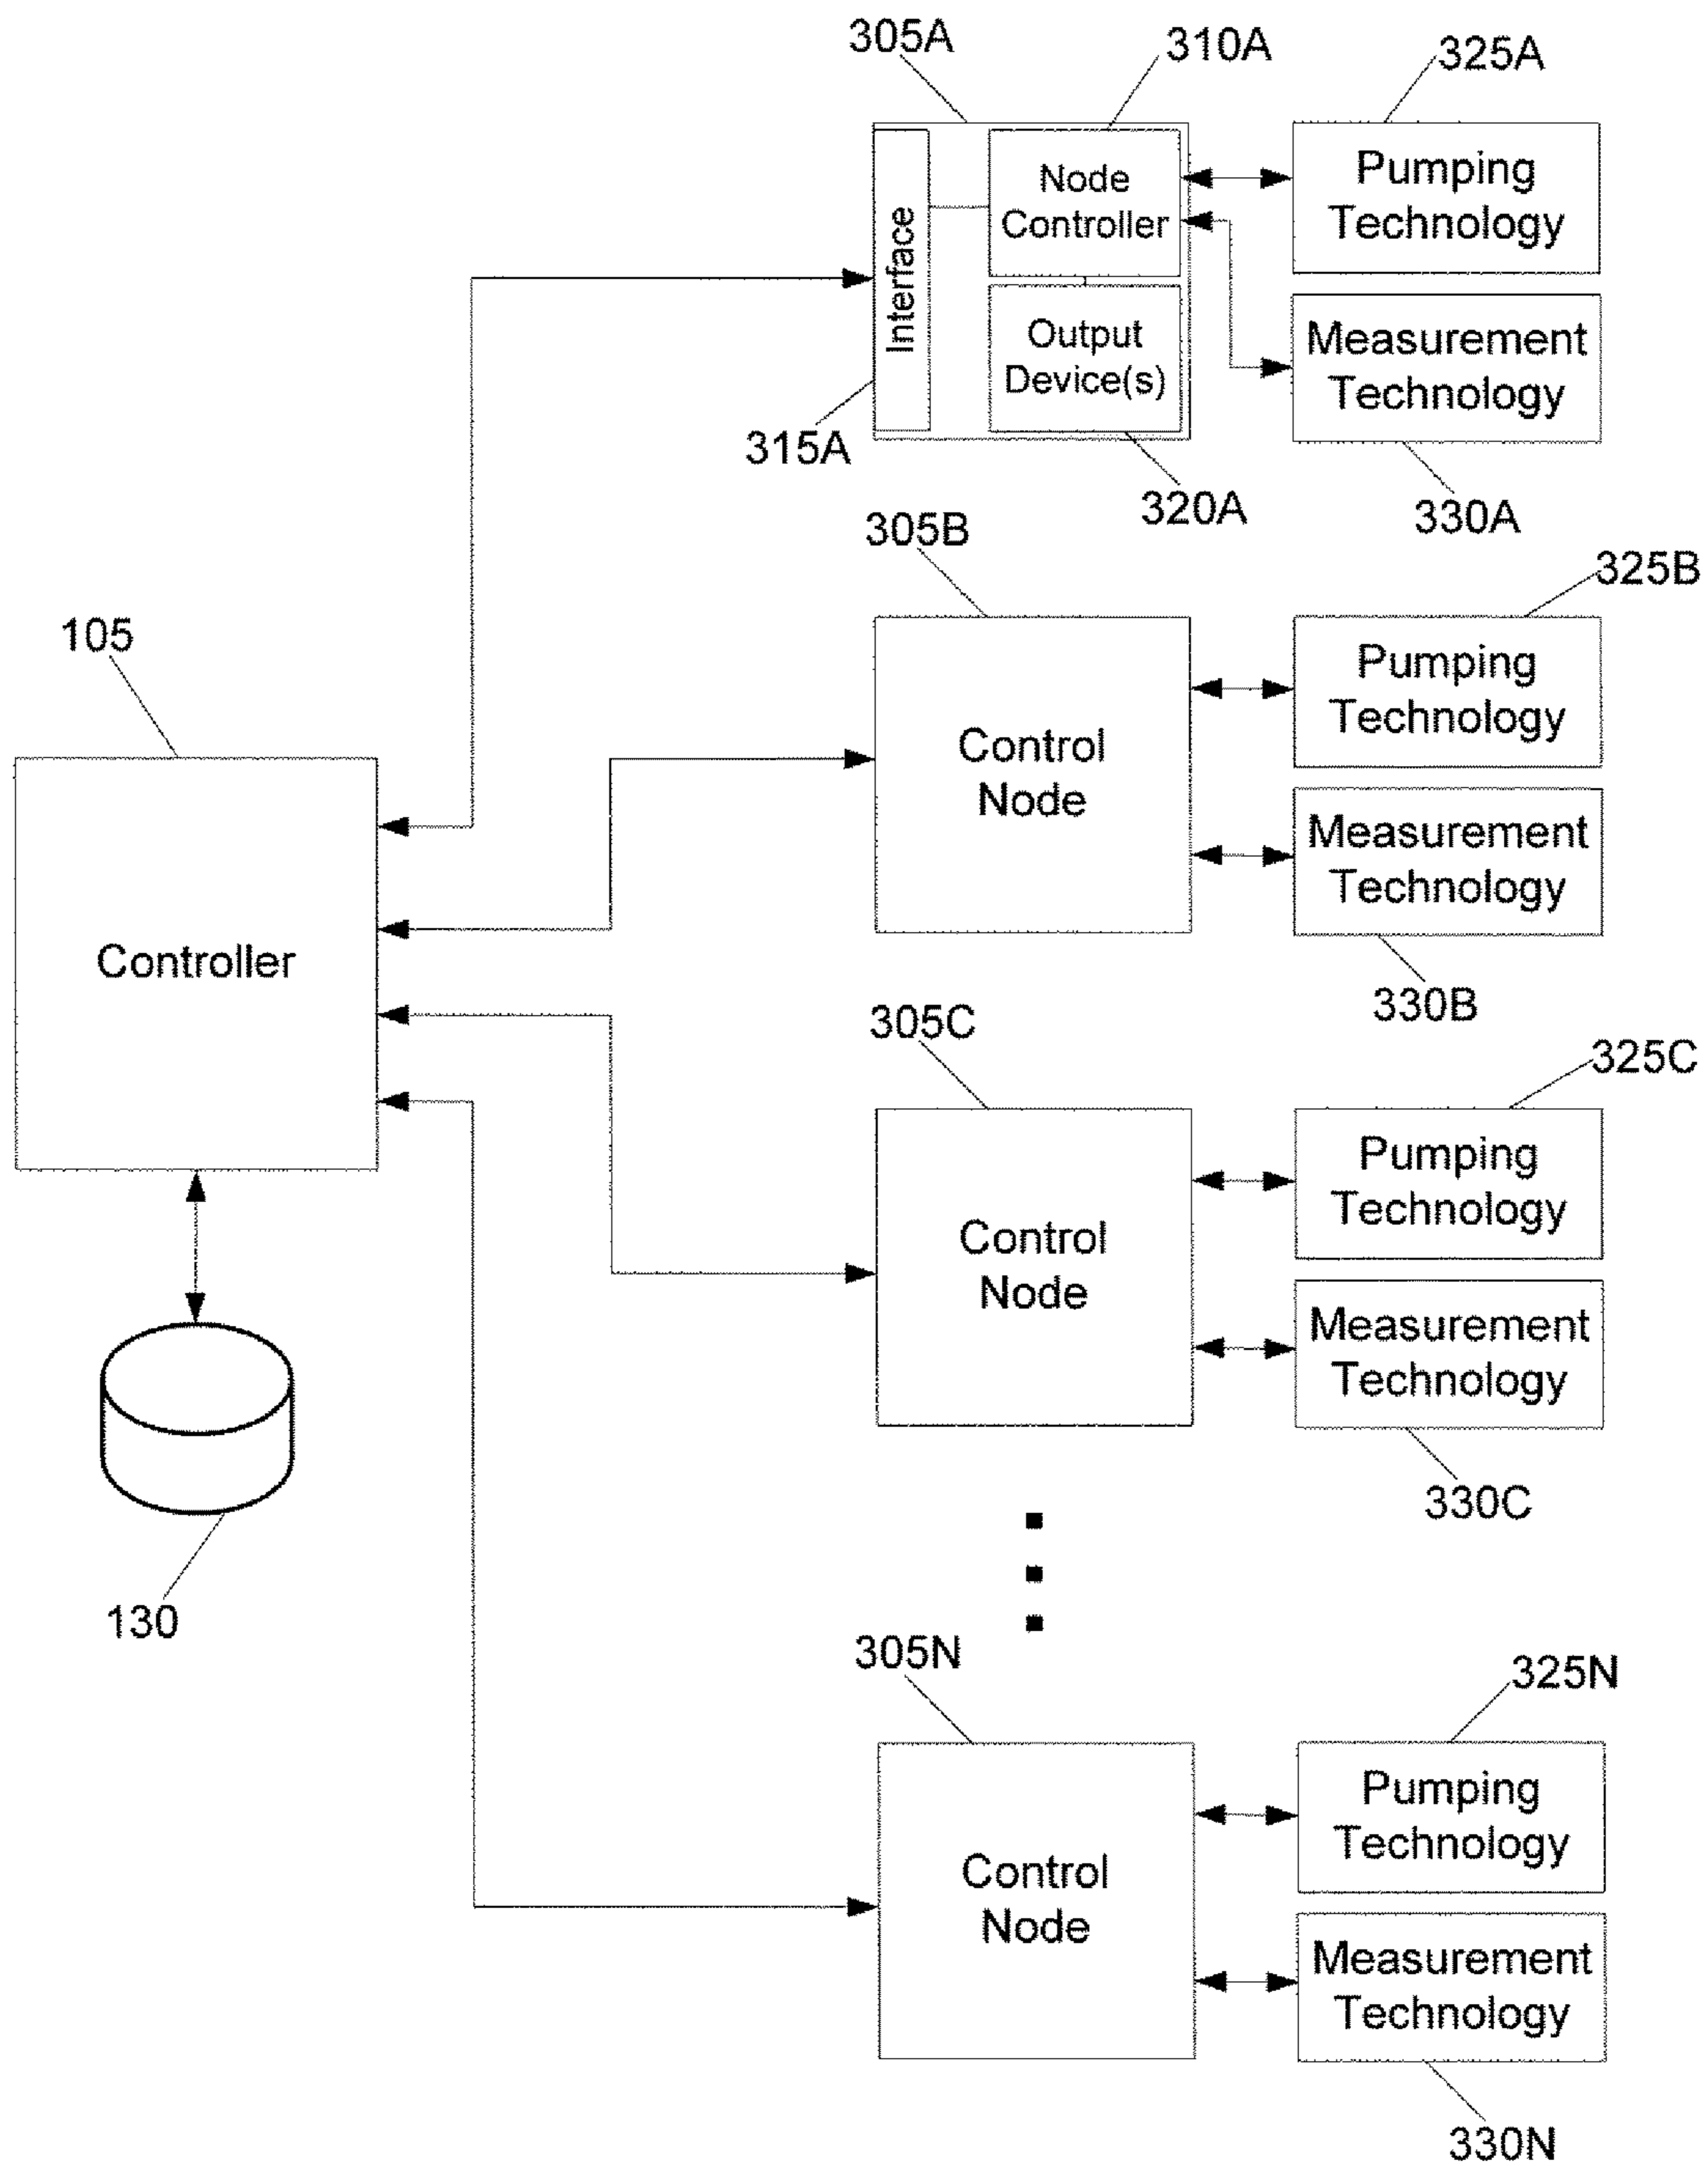 305A
310A
325A
Interface
Node
Controller
Pumping
Technology
Output
Device(s)
Measurement
Technology
315A
320A
330A
305B
325B
105
Control
Node
Pumping
Technology
Measurement
Technology
Controller
330B
305C
325C
Control
Node
Pumping
Technology
Measurement
Technology
330C
130
305N
325N
Control
Node
Pumping
Technology
Measurement
Technology
330N